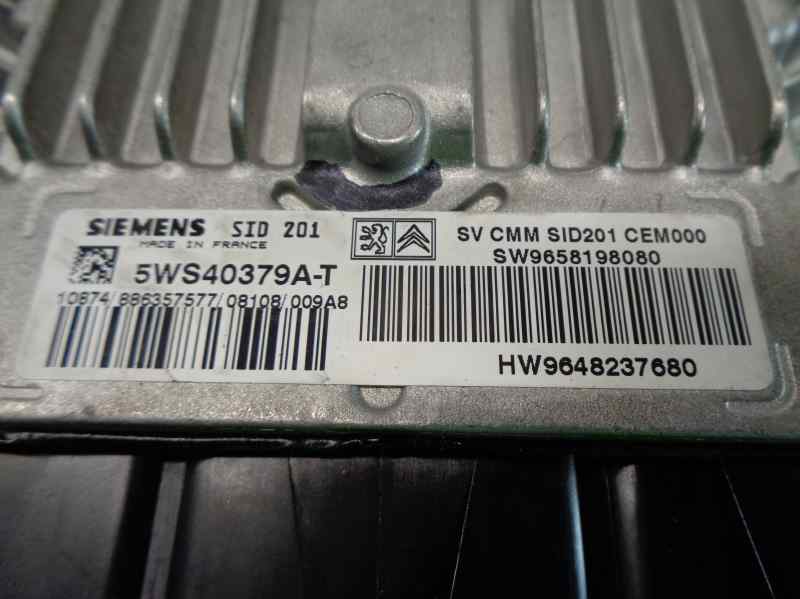 SIEMENS SID 201
MADE IN FRANCE
5WS40379A-T
10874/886357577/08108/009A8
SV CMM SID201 CEM000
SW9658198080
HW9648237680